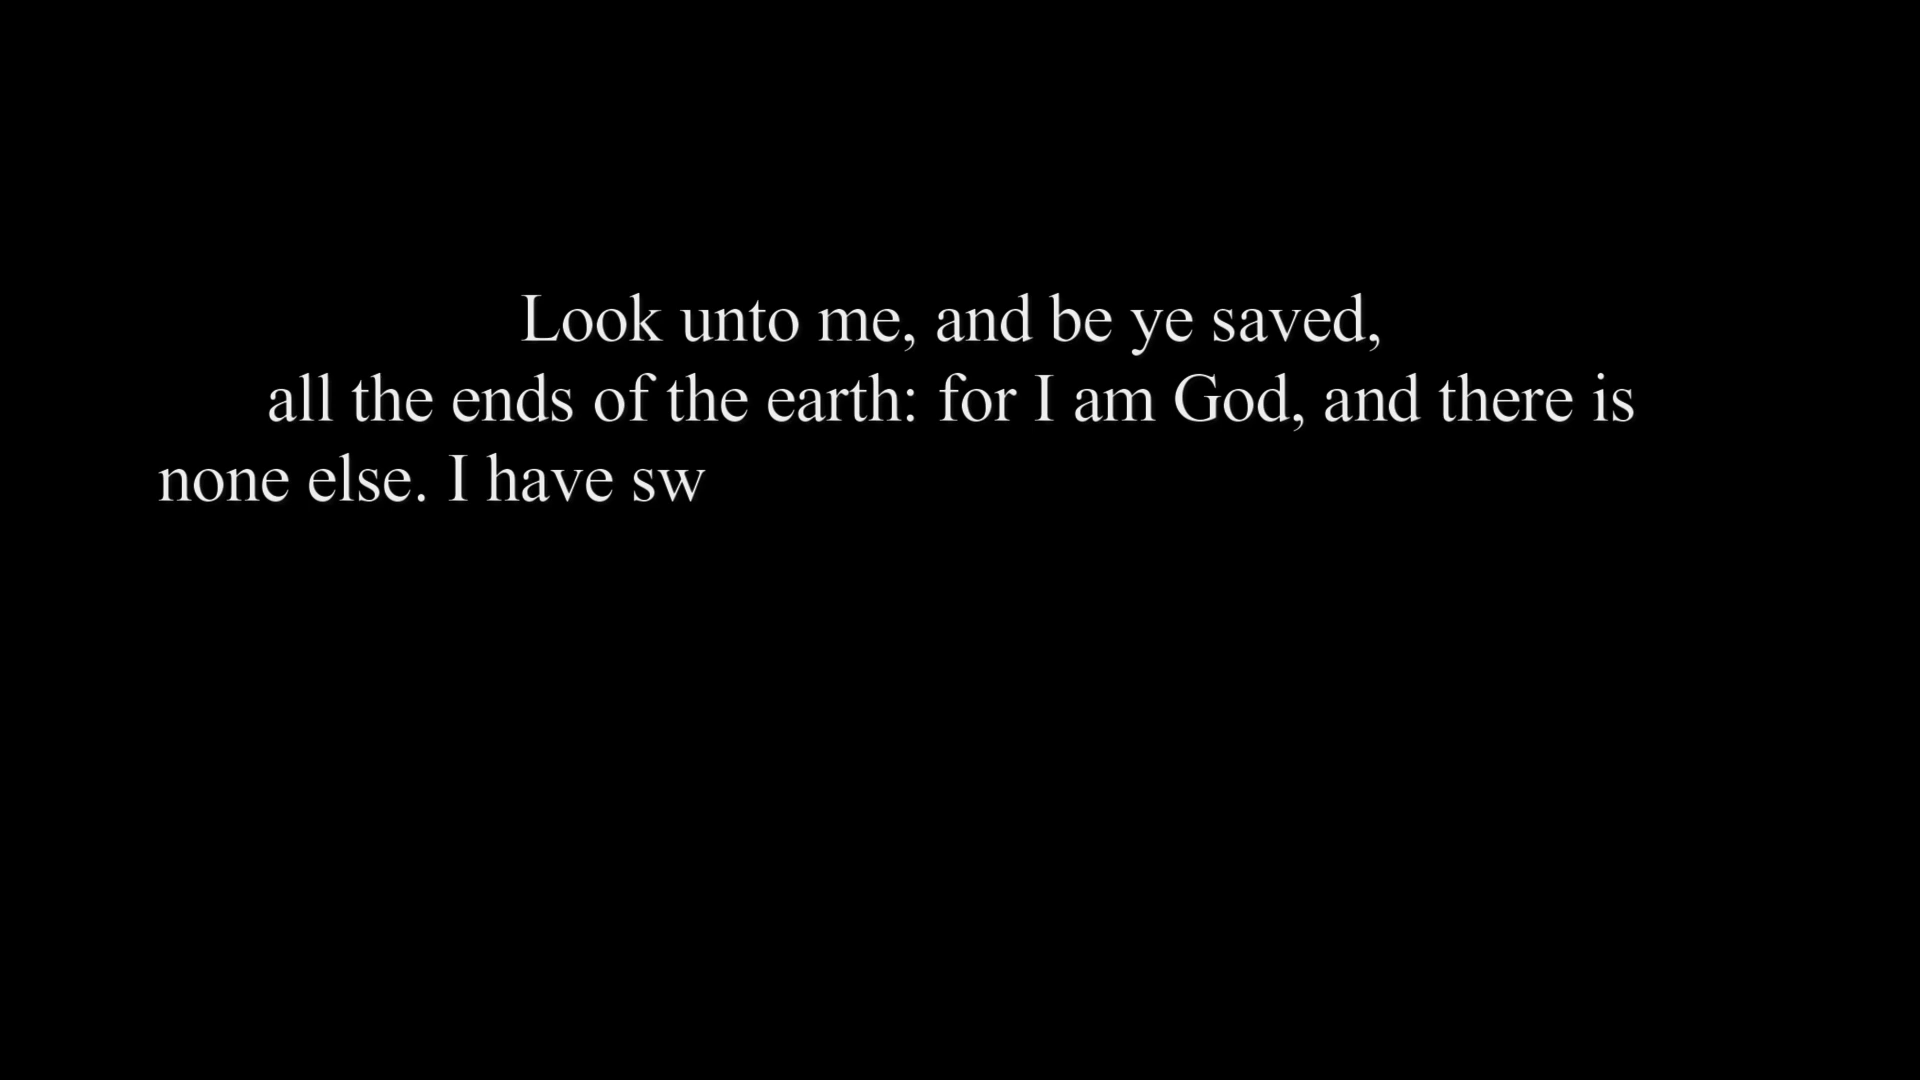 Look unto me, and be ye saved,
all the ends of the earth: for I am God, and there is
none else. I have sw